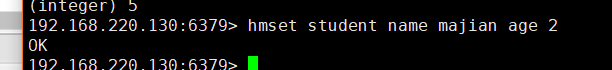 (integer) 5
192.168.220.130:6379> hmset student name majian age 2
OK
192.168.220.130:6379>